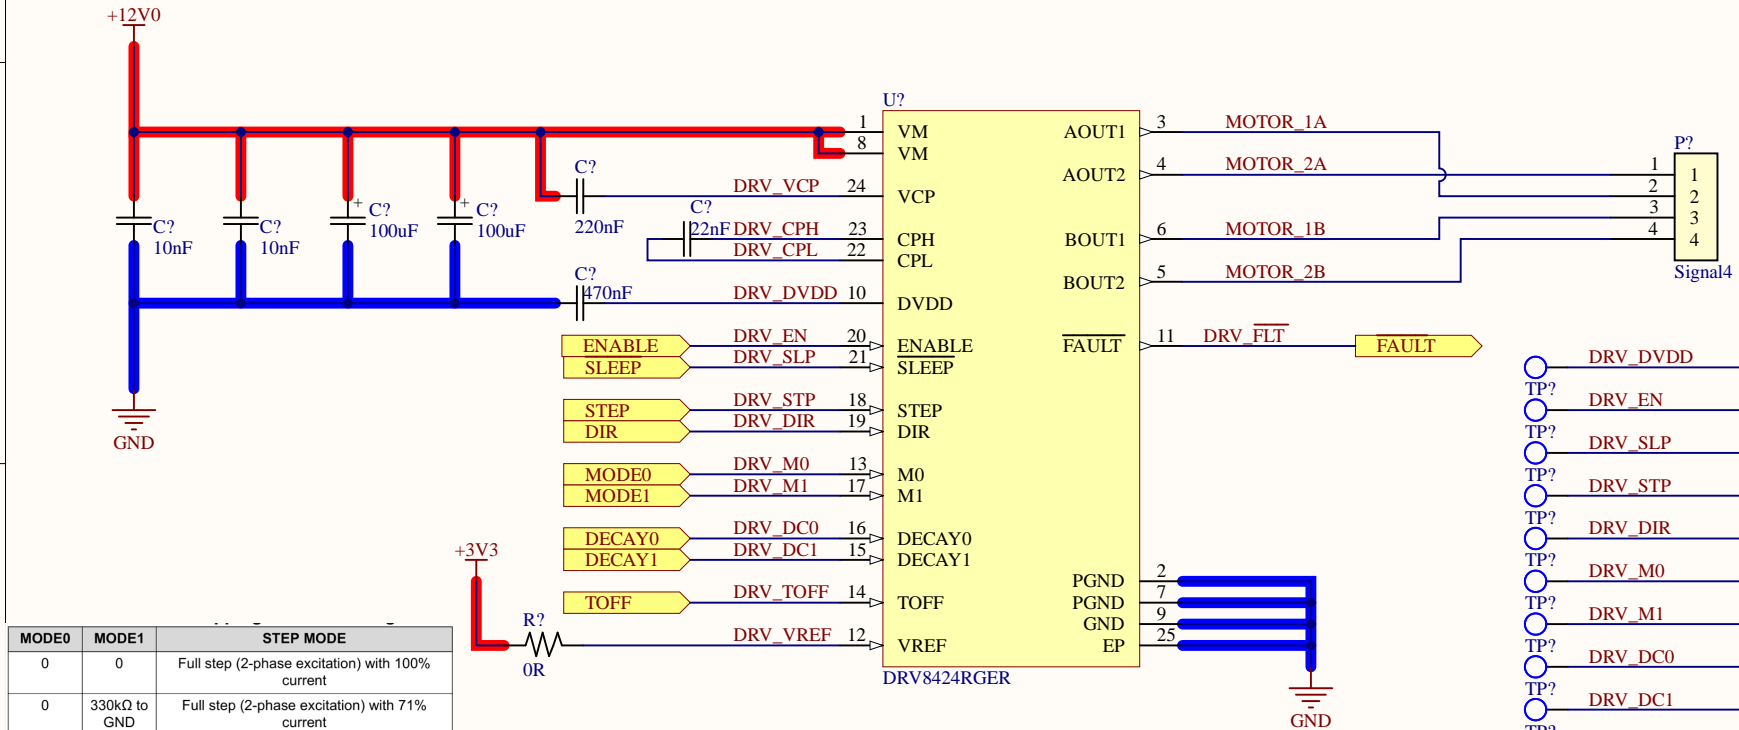 +12V0
U?
1 VM
8 VM
C?
220nF
DRV_VCP 24 VCP
C?
22nF
DRV_CPH 23 CPH
DRV_CPL 22 CPL
C?
10nF
C?
10nF
+ C?
100uF
+ C?
100uF
C?
470nF
DRV_DVDD 10 DVDD
GND
ENABLE DRV_EN 20 ENABLE
SLEEP DRV_SLP 21 SLEEP
STEP DRV_STP 18 STEP
DIR DRV_DIR 19 DIR
MODE0 DRV_M0 13 M0
MODE1 DRV_M1 17 M1
DECAY0 DRV_DC0 16 DECAY0
DECAY1 DRV_DC1 15 DECAY1
TOFF DRV_TOFF 14 TOFF
+3V3
R?
0R
DRV_VREF 12 VREF
DRV8424RGER
AOUT1 3 MOTOR_1A
AOUT2 4 MOTOR_2A
BOUT1 6 MOTOR_1B
BOUT2 5 MOTOR_2B
FAULT 11 DRV_FLT FAULT
PGND 2
PGND 7
GND 9
EP 25
GND
P?
1 1
2 2
3 3
4 4
Signal4
DRV_DVDD
TP?
DRV_EN
TP?
DRV_SLP
TP?
DRV_STP
TP?
DRV_DIR
TP?
DRV_M0
TP?
DRV_M1
TP?
DRV_DC0
TP?
DRV_DC1
MODE0 MODE1 STEP MODE
0 0 Full step (2-phase excitation) with 100%
current
0 330kΩ to Full step (2-phase excitation) with 71%
GND current